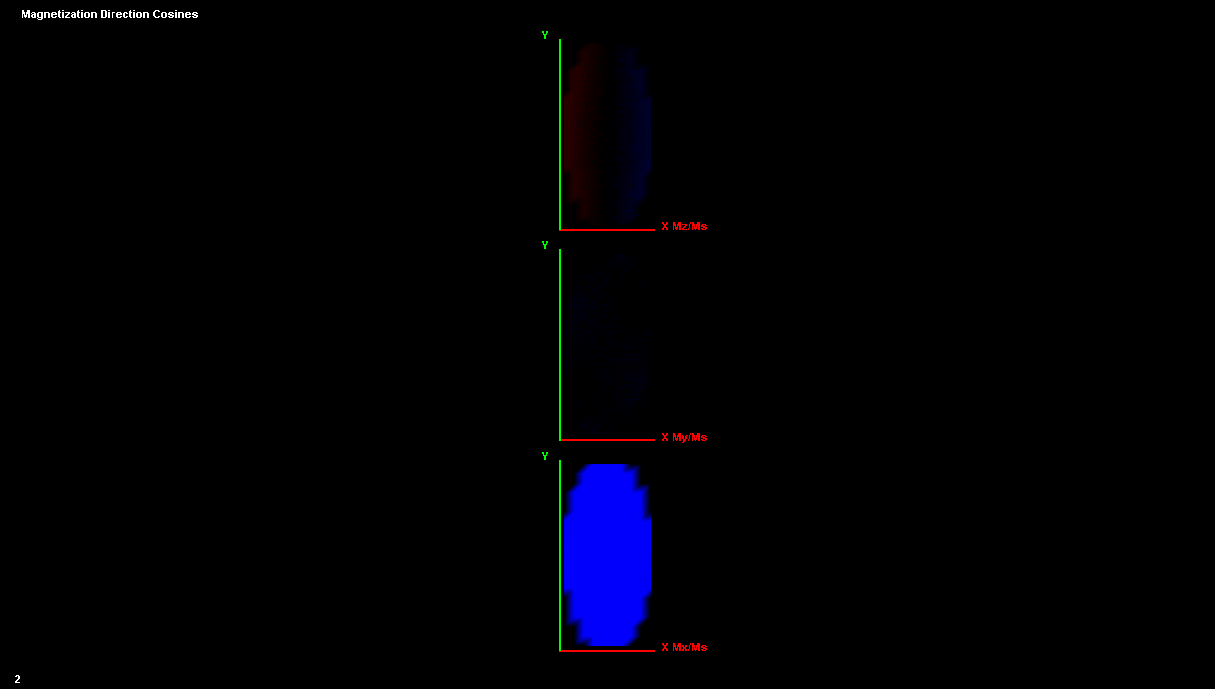 Magnetization Direction Cosines
Y
X Mz/Ms
Y
X My/Ms
Y
X Mx/Ms
2